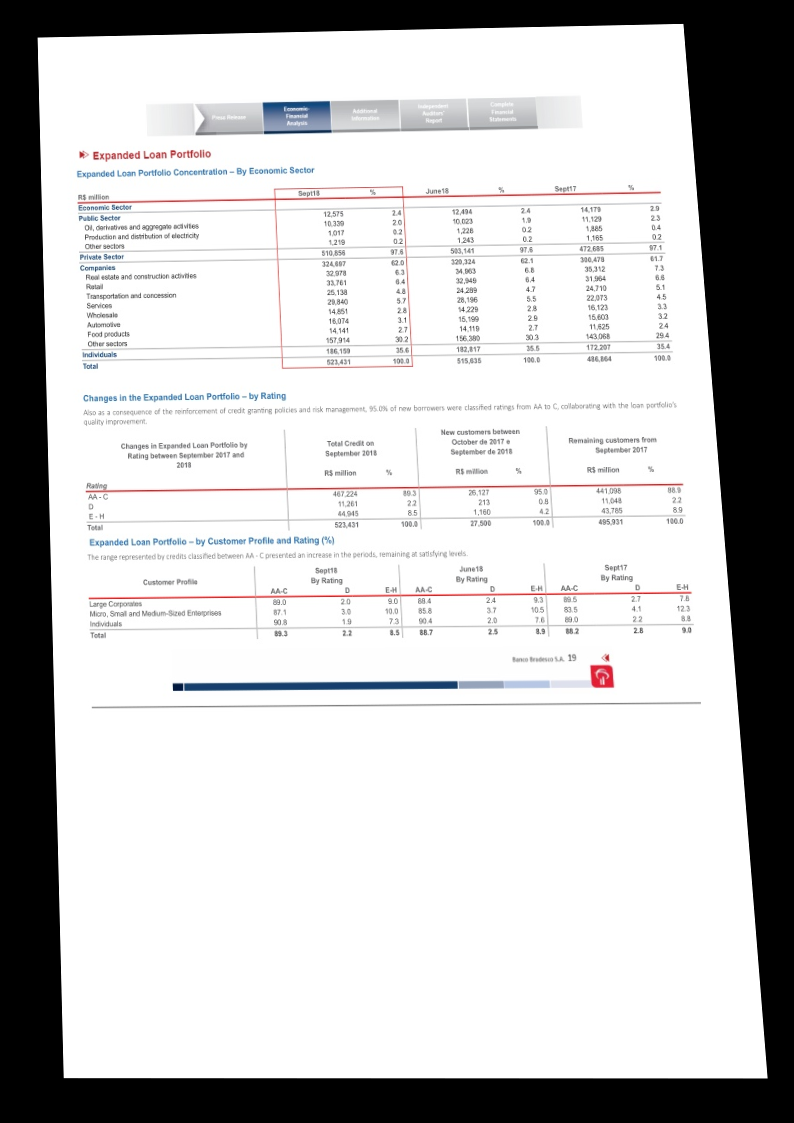 Press Release
Economic-Financial Analysis
Additional Information
Independent Auditors' Report
Complete Financial Statements
Expanded Loan Portfolio
Expanded Loan Portfolio Concentration – By Economic Sector
R$ million Sept18 % June18 % Sept17 %
Economic Sector
Public Sector 12,575 2.4 12,494 2.4 14,179 2.9
Oil, derivatives and aggregate activities 10,339 2.0 10,023 1.9 11,129 2.3
Production and distribution of electricity 1,017 0.2 1,228 0.2 1,885 0.4
Other sectors 1,219 0.2 1,243 0.2 1,165 0.2
Private Sector 510,856 97.6 503,141 97.6 472,685 97.1
Companies 324,697 62.0 320,324 62.1 300,478 61.7
Real estate and construction activities 32,978 6.3 34,963 6.8 35,312 7.3
Retail 33,761 6.4 32,949 6.4 31,964 6.6
Transportation and concession 25,138 4.8 24,289 4.7 24,710 5.1
Services 29,840 5.7 28,196 5.5 22,073 4.5
Wholesale 14,851 2.8 14,229 2.8 16,123 3.3
Automotive 16,074 3.1 15,199 2.9 15,603 3.2
Food products 14,141 2.7 14,119 2.7 11,625 2.4
Other sectors 157,914 30.2 156,380 30.3 143,068 29.4
Individuals 186,159 35.6 182,817 35.5 172,207 35.4
Total 523,431 100.0 515,635 100.0 486,864 100.0
Changes in the Expanded Loan Portfolio – by Rating
Also as a consequence of the reinforcement of credit granting policies and risk management, 95.0% of new borrowers were classified ratings from AA to C, collaborating with the loan portfolio's
quality improvement.
Changes in Expanded Loan Portfolio by Rating between September 2017 and 2018
Total Credit on September 2018
New customers between October de 2017 e September de 2018
Remaining customers from September 2017
R$ million % R$ million % R$ million %
Rating
AA - C 467,224 89.3 26,127 95.0 441,098 88.9
D 11,261 2.2 213 0.8 11,048 2.2
E - H 44,945 8.5 1,160 4.2 43,785 8.9
Total 523,431 100.0 27,500 100.0 495,931 100.0
Expanded Loan Portfolio – by Customer Profile and Rating (%)
The range represented by credits classified between AA - C presented an increase in the periods, remaining at satisfying levels.
Sept18 June18 Sept17
Customer Profile By Rating By Rating By Rating
AA-C D E-H AA-C D E-H AA-C D E-H
Large Corporates 89.0 2.0 9.0 88.4 2.4 9.3 89.5 2.7 7.8
Micro, Small and Medium-Sized Enterprises 87.1 3.0 10.0 85.8 3.7 10.5 83.5 4.1 12.3
Individuals 90.8 1.9 7.3 90.4 2.0 7.6 89.0 2.2 8.8
Total 89.3 2.2 8.5 88.7 2.5 8.9 88.2 2.8 9.0
Banco Bradesco S.A. 19